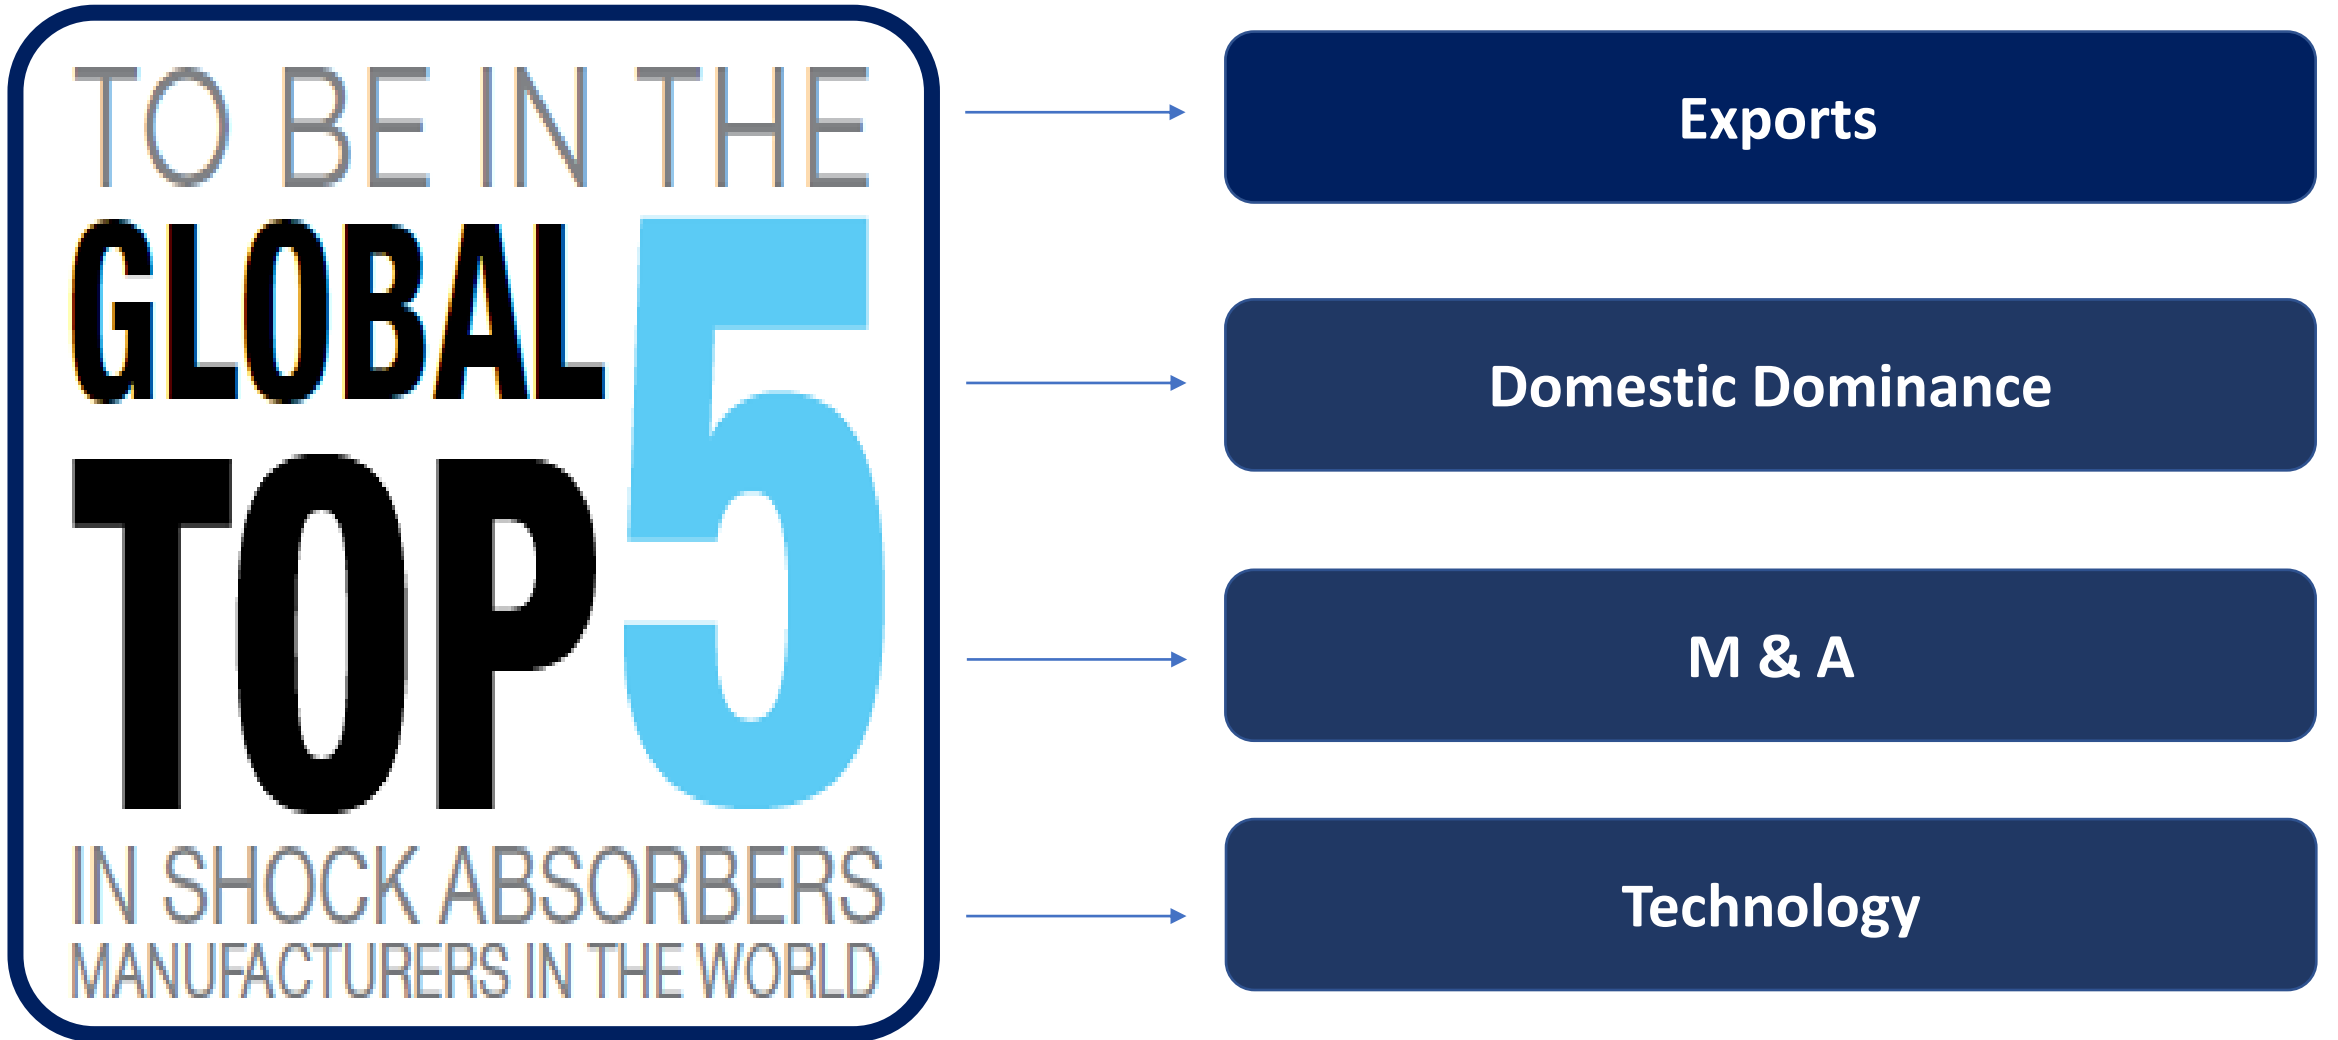 TO BE IN THE
GLOBAL
TOP 5
IN SHOCK ABSORBERS
MANUFACTURERS IN THE WORLD
Exports
Domestic Dominance
M & A
Technology